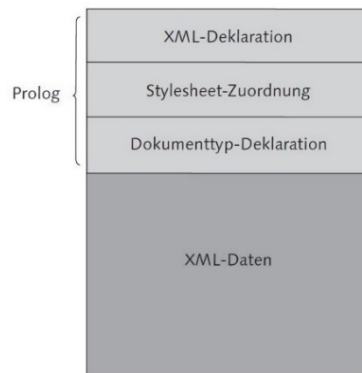 XML-Deklaration
Prolog
Stylesheet-Zuordnung
Dokumenttyp-Deklaration
XML-Daten